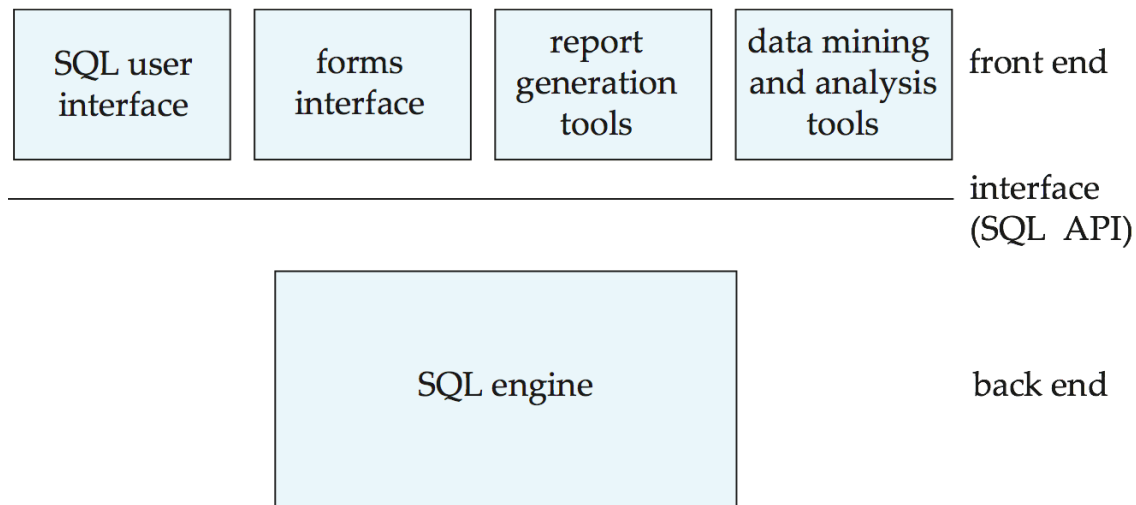 SQL user
interface
forms
interface
report
generation
tools
data mining
and analysis
tools
front end
interface
(SQL API)
SQL engine
back end